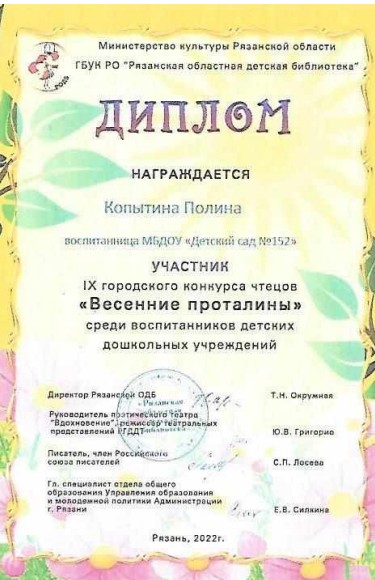 Министерство культуры Рязанской области
ГБУК РО "Рязанская областная детская библиотека"
РОДБ
ДИПЛОМ
НАГРАЖДАЕТСЯ
Копытина Полина
воспитанница МБДОУ «Детский сад №152»
УЧАСТНИК
IX городского конкурса чтецов
«Весенние проталины»
среди воспитанников детских
дошкольных учреждений
Директор Рязанской ОДБ Т.Н. Окружная
Руководитель поэтического театра
"Вдохновение", режиссер театральных
представлений РГДДТ Ю.В. Григорив
Писатель, член Российского
союза писателей С.П. Лосева
Гл. специалист отдела общего
образования Управления образования
и молодежной политики Администрации
г. Рязани Е.В. Силкина
Рязань, 2022г.